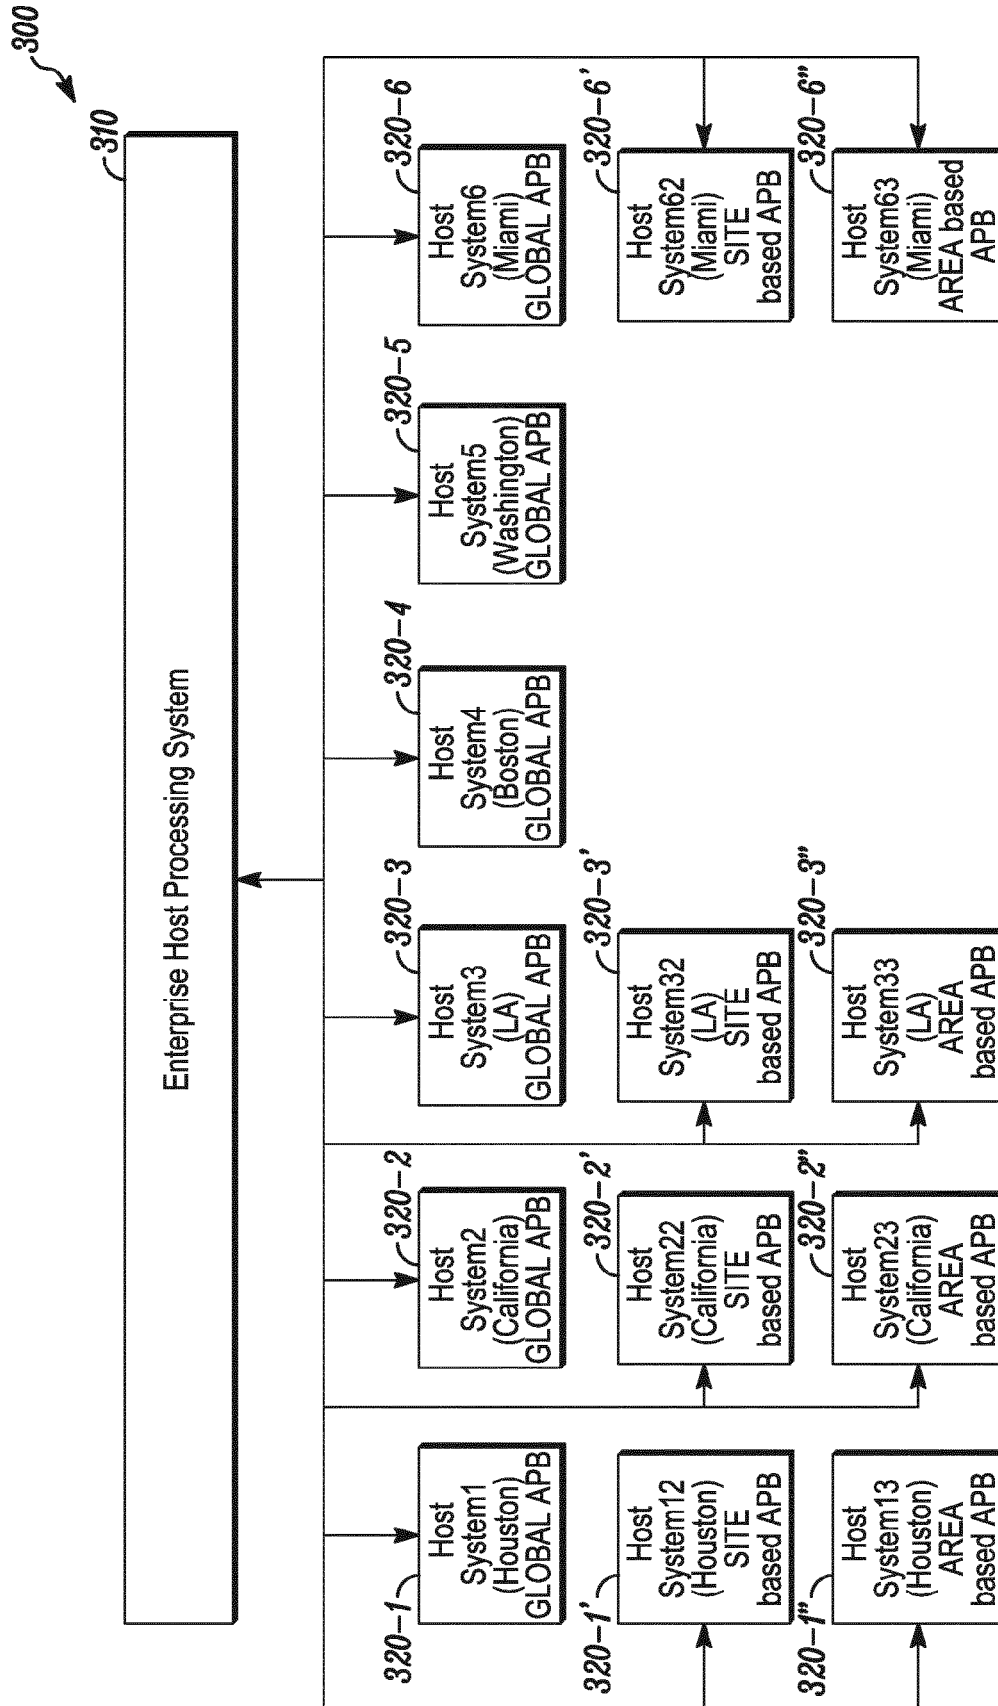 300
310
Enterprise Host Processing System
320-1
Host
System1
(Houston)
GLOBAL APB
320-2
Host
System2
(California)
GLOBAL APB
320-3
Host
System3
(LA)
GLOBAL APB
320-4
Host
System4
(Boston)
GLOBAL APB
320-5
Host
System5
(Washington)
GLOBAL APB
320-6
Host
System6
(Miami)
GLOBAL APB
320-1'
Host
System12
(Houston)
SITE
based APB
320-2'
Host
System22
(California)
SITE
based APB
320-3'
Host
System32
(LA)
SITE
based APB
320-6'
Host
System62
(Miami)
SITE
based APB
320-1"
Host
System13
(Houston)
AREA
based APB
320-2"
Host
System23
(California)
AREA
based APB
320-3"
Host
System33
(LA)
AREA
based APB
320-6"
Host
System63
(Miami)
AREA based
APB